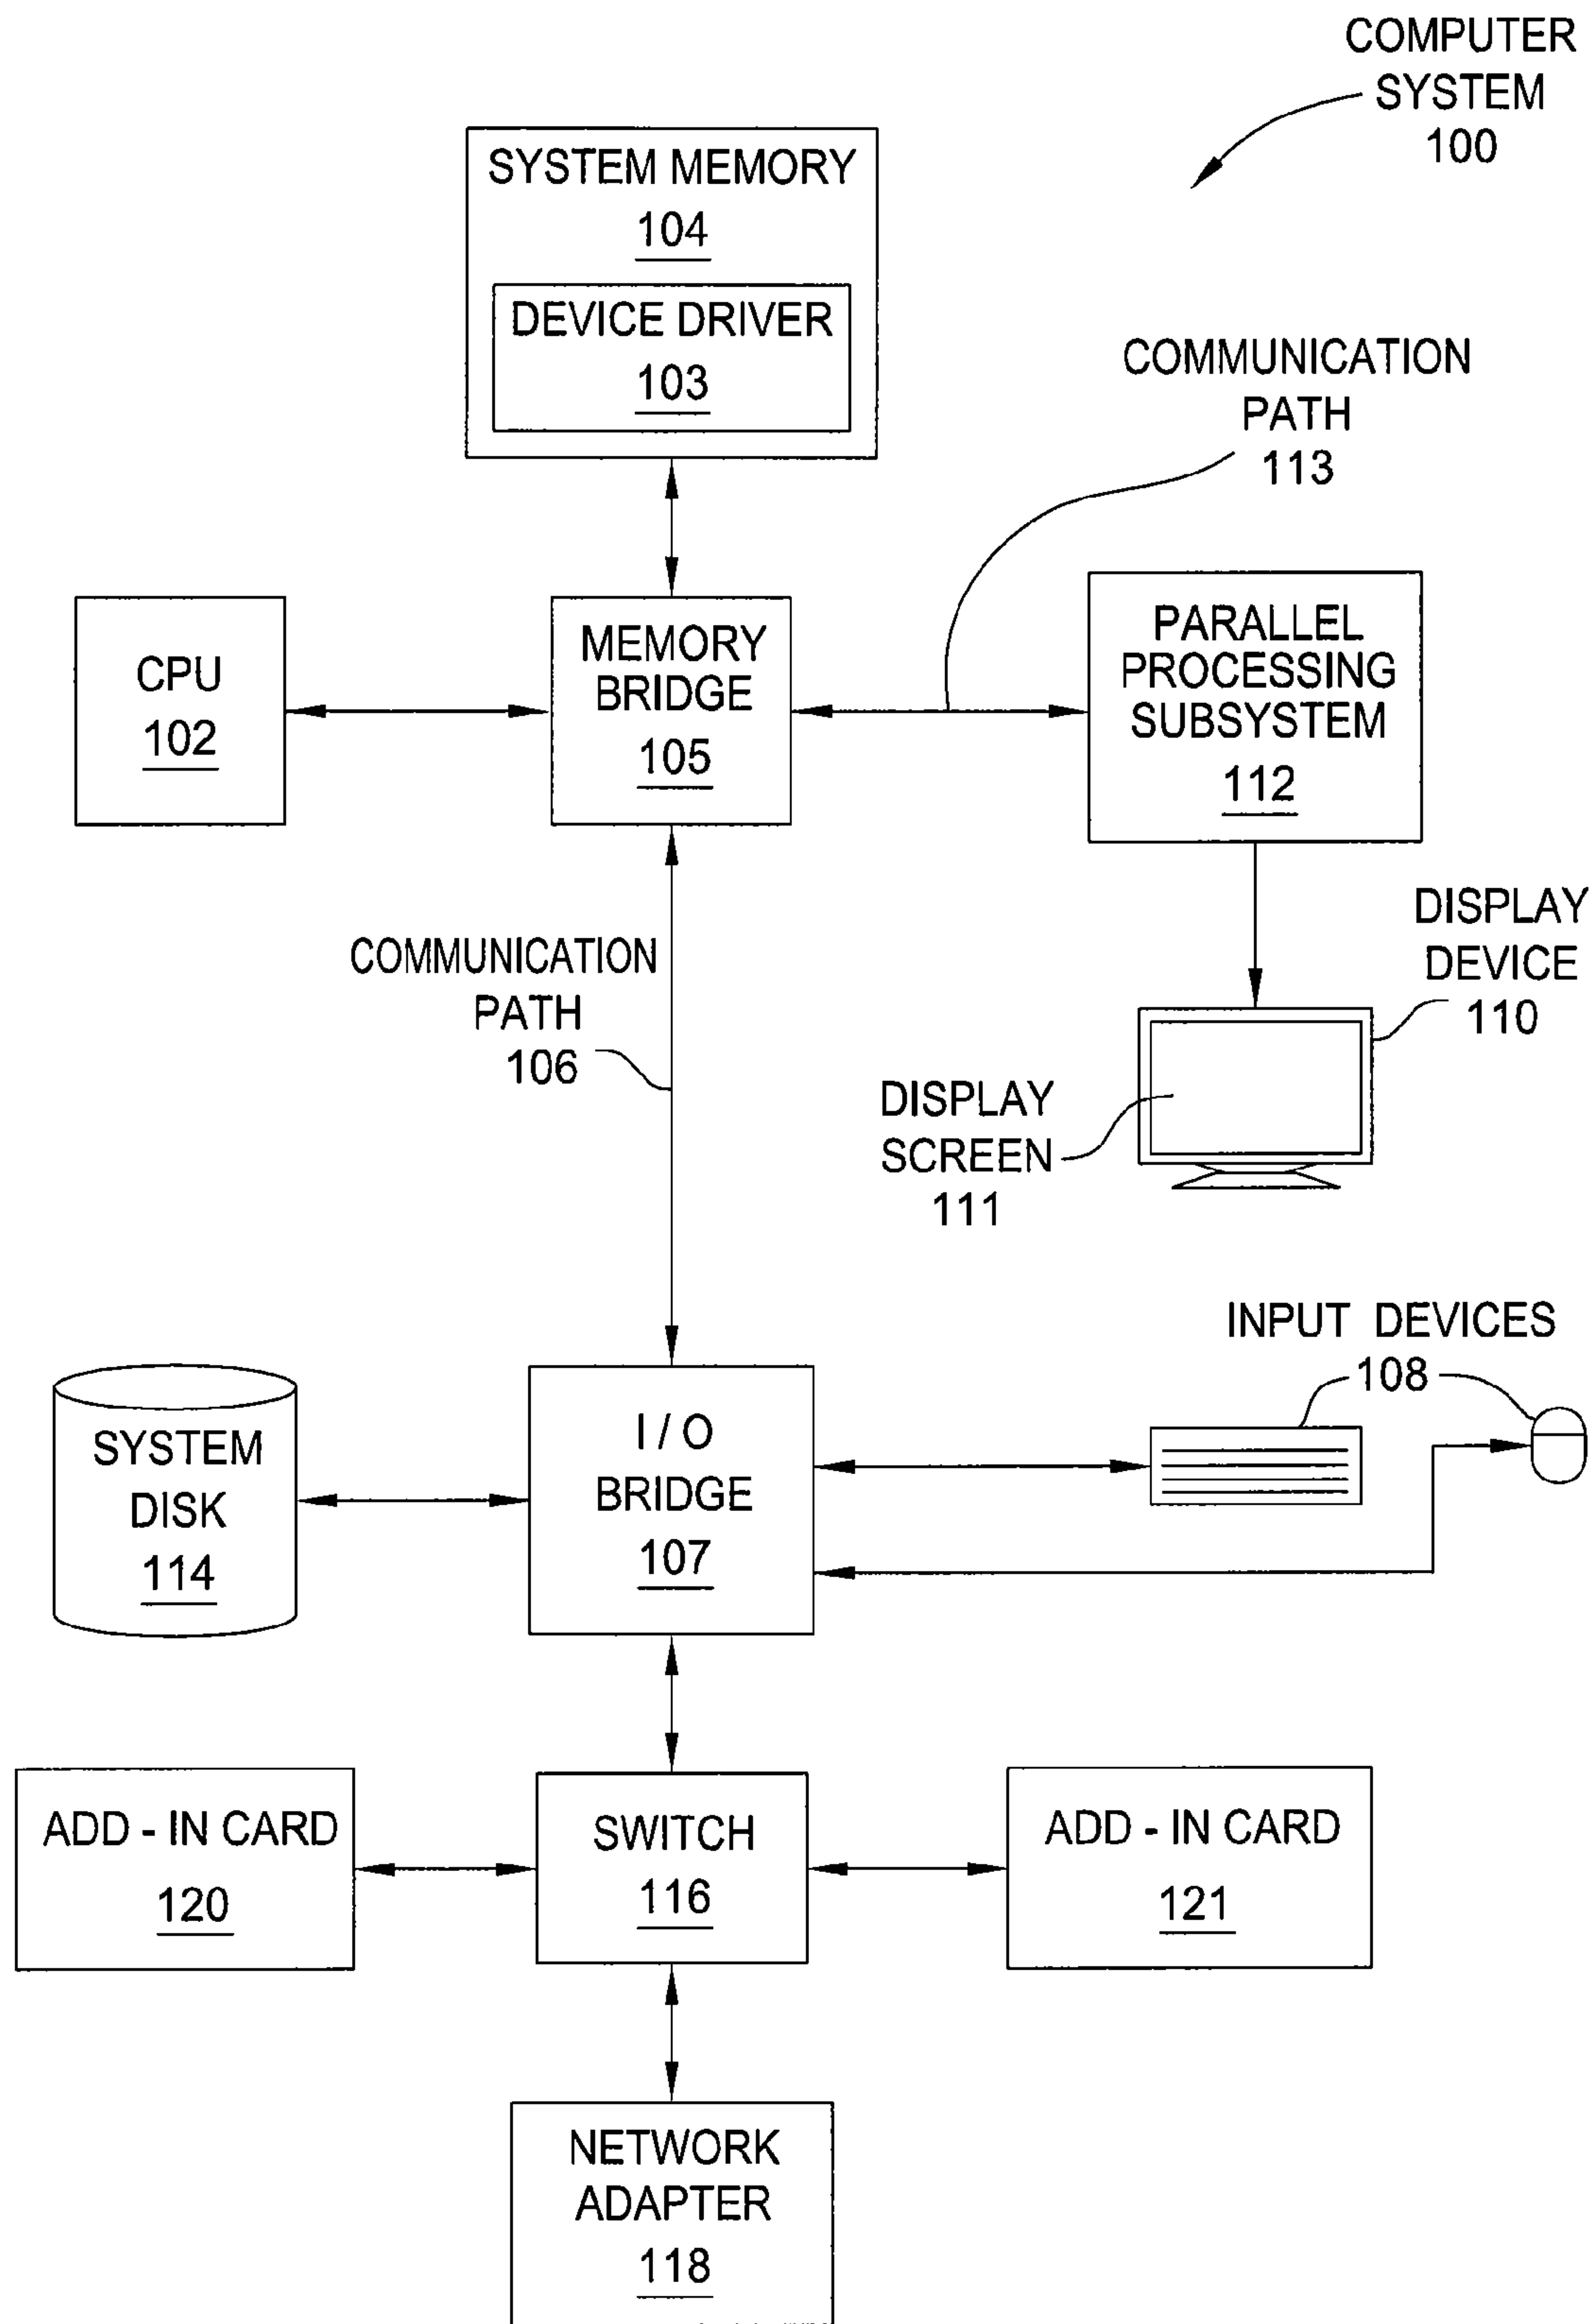 COMPUTER
SYSTEM
100
SYSTEM MEMORY
104
DEVICE DRIVER
103
COMMUNICATION
PATH
113
CPU
102
MEMORY
BRIDGE
105
PARALLEL
PROCESSING
SUBSYSTEM
112
COMMUNICATION
PATH
106
DISPLAY
DEVICE
110
DISPLAY
SCREEN
111
INPUT DEVICES
108
SYSTEM
DISK
114
I / O
BRIDGE
107
ADD - IN CARD
120
SWITCH
116
ADD - IN CARD
121
NETWORK
ADAPTER
118